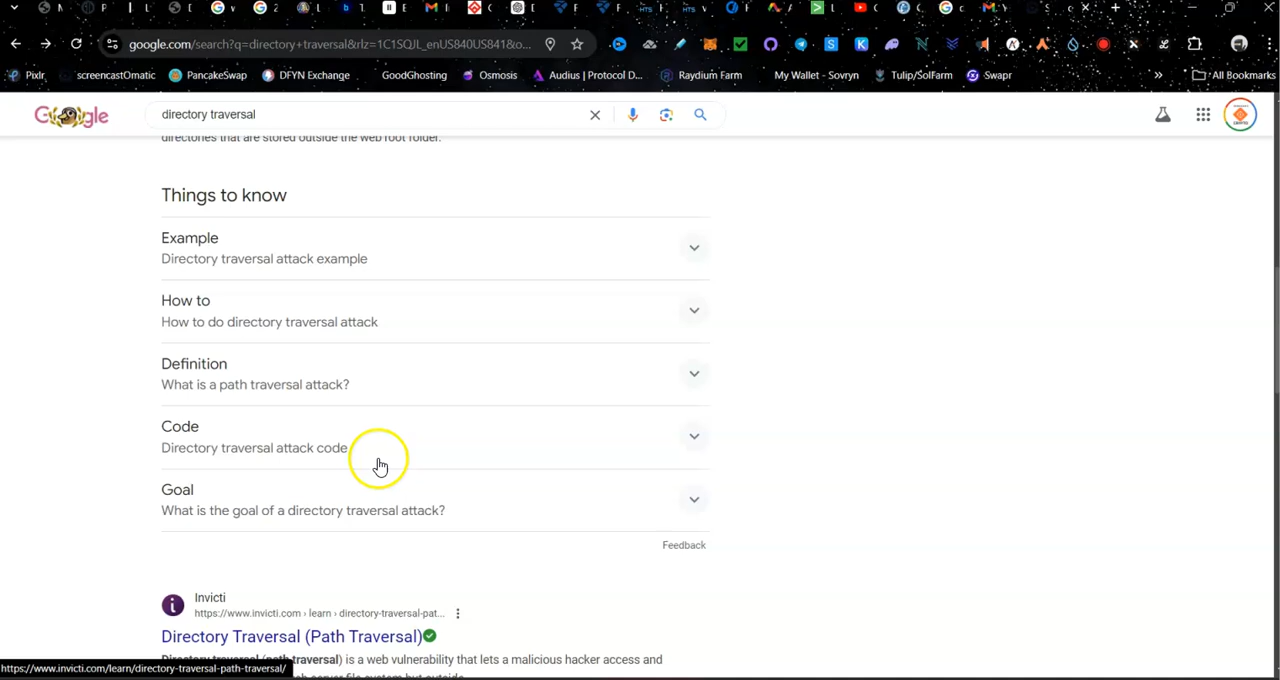 google.com/search?q=directory+traversal&rlz=1C1SQJL_enUS840US841&o...
Pixlr
screencastOmatic
PancakeSwap
DFYN Exchange
GoodGhosting
Osmosis
Audius | Protocol D...
Raydium Farm
My Wallet - Sovryn
Tulip/SolFarm
Swapr
»
All Bookmarks
Google
directory traversal
directories that are stored outside the web root folder.
Things to know
Example
Directory traversal attack example
How to
How to do directory traversal attack
Definition
What is a path traversal attack?
Code
Directory traversal attack code
Goal
What is the goal of a directory traversal attack?
Feedback
Invicti
https://www.invicti.com › learn › directory-traversal-pat...
Directory Traversal (Path Traversal)
Directory traversal (path traversal) is a web vulnerability that lets a malicious hacker access and
https://www.invicti.com/learn/directory-traversal-path-traversal/